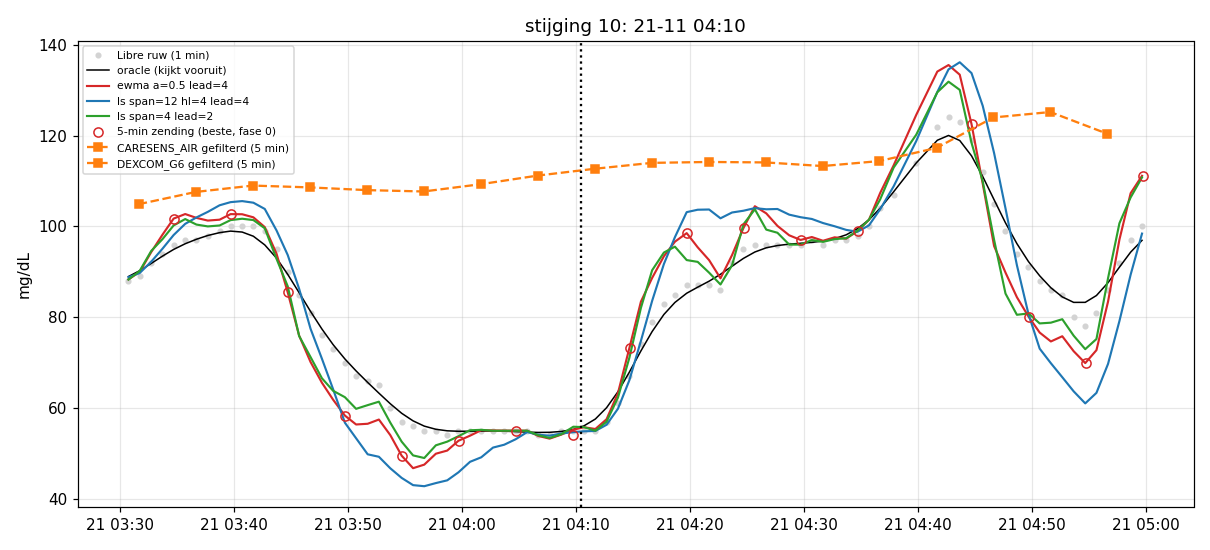 stijging 10: 21-11 04:10
Libre ruw (1 min)
oracle (kijkt vooruit)
ewma a=0.5 lead=4
ls span=12 hl=4 lead=4
ls span=4 lead=2
5-min zending (beste, fase 0)
CARESENS_AIR gefilterd (5 min)
DEXCOM_G6 gefilterd (5 min)
mg/dL
140
120
100
80
60
40
21 03:30 21 03:40 21 03:50 21 04:00 21 04:10 21 04:20 21 04:30 21 04:40 21 04:50 21 05:00